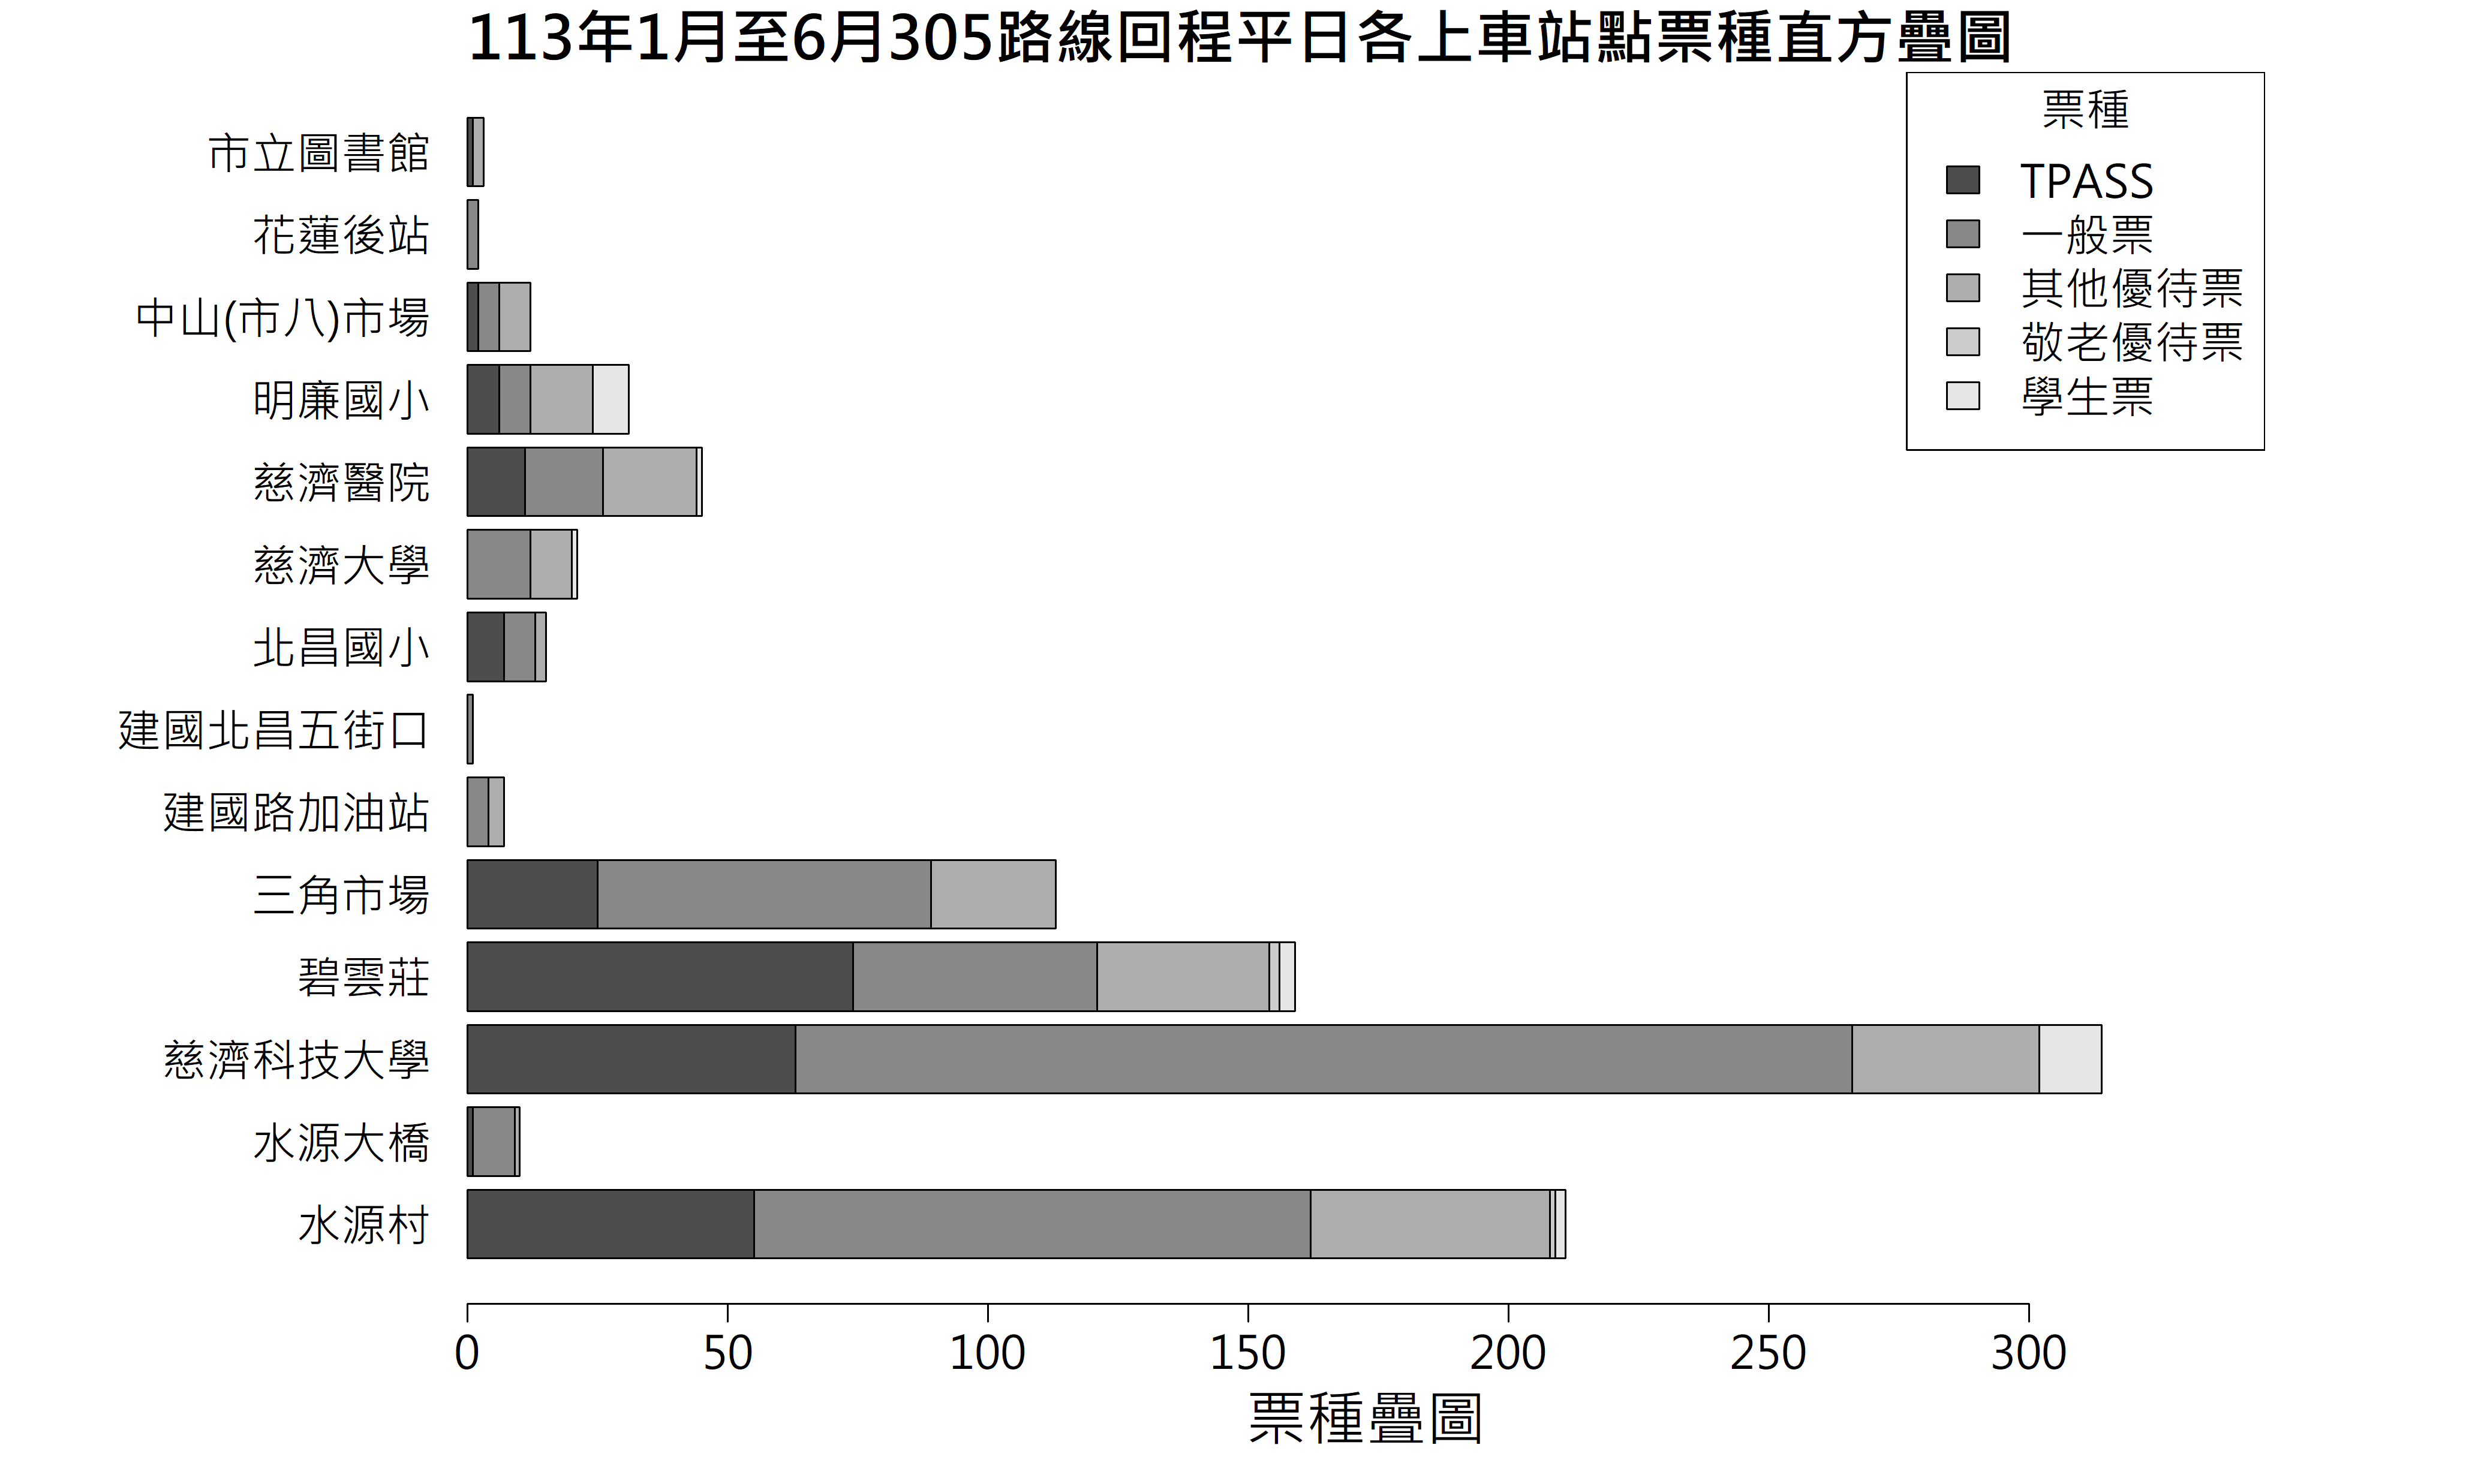 113年1月至6月305路線回程平日各上車站點票種直方疊圖
票種
TPASS
一般票
其他優待票
敬老優待票
學生票
市立圖書館
花蓮後站
中山(市八)市場
明廉國小
慈濟醫院
慈濟大學
北昌國小
建國北昌五街口
建國路加油站
三角市場
碧雲莊
慈濟科技大學
水源大橋
水源村
0 50 100 150 200 250 300
票種疊圖